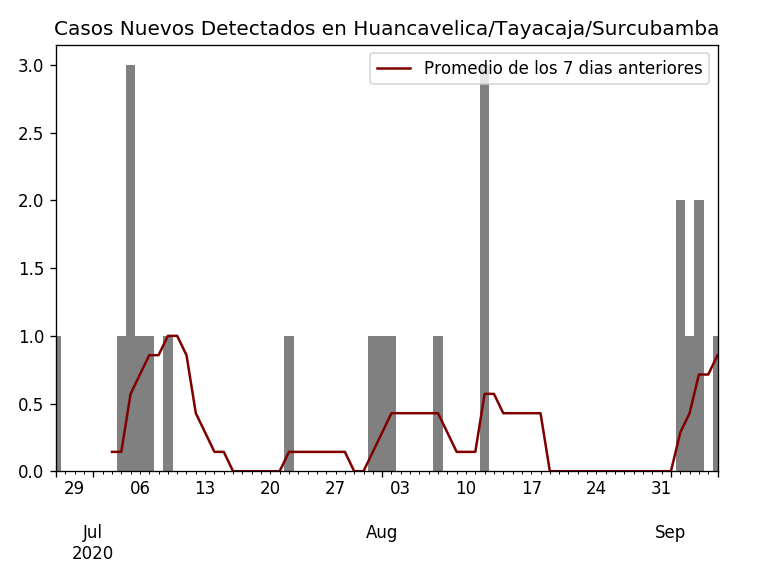 Casos Nuevos Detectados en Huancavelica/Tayacaja/Surcubamba
Promedio de los 7 dias anteriores
3.0
2.5
2.0
1.5
1.0
0.5
0.0
29 06 13 20 27 03 10 17 24 31
Jul Aug Sep
2020